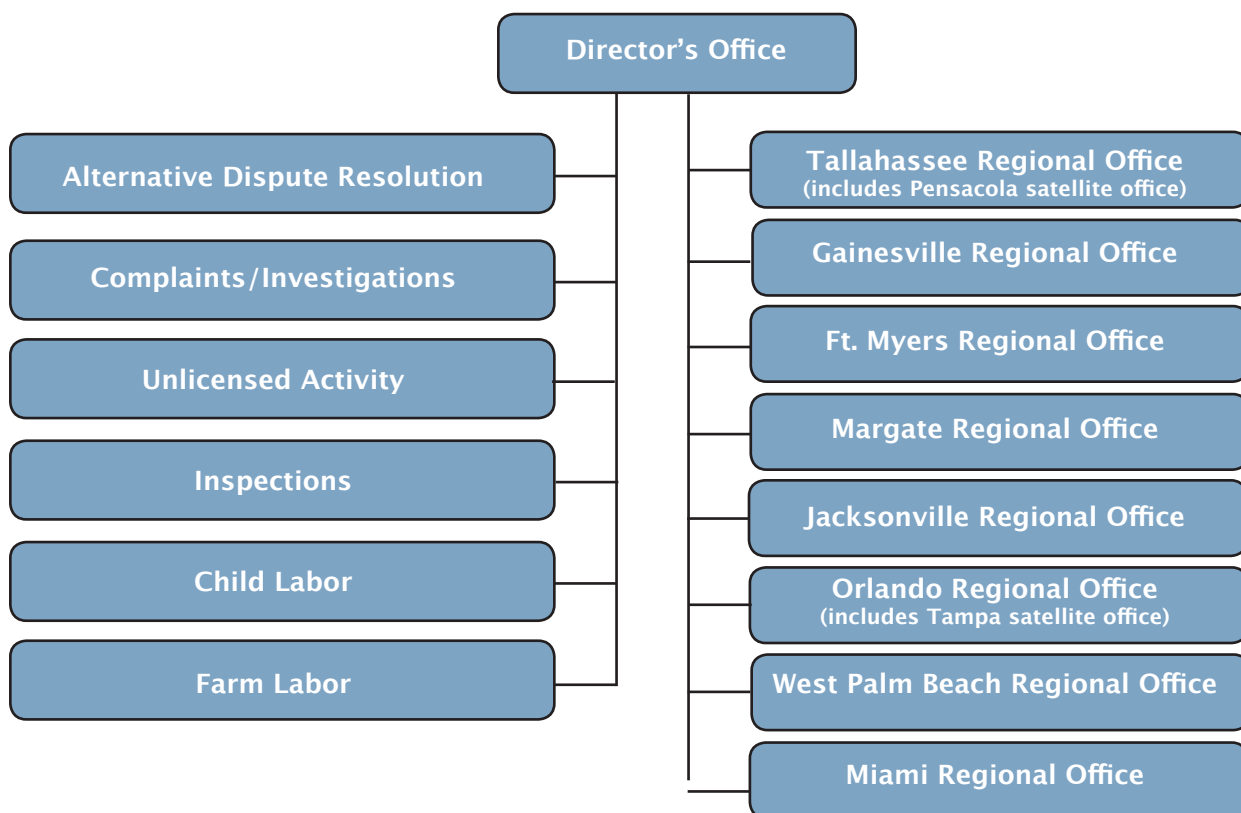 Director’s Office
Alternative Dispute Resolution
Complaints/Investigations
Unlicensed Activity
Inspections
Child Labor
Farm Labor
Tallahassee Regional Office
(includes Pensacola satellite office)
Gainesville Regional Office
Ft. Myers Regional Office
Margate Regional Office
Jacksonville Regional Office
Orlando Regional Office
(includes Tampa satellite office)
West Palm Beach Regional Office
Miami Regional Office